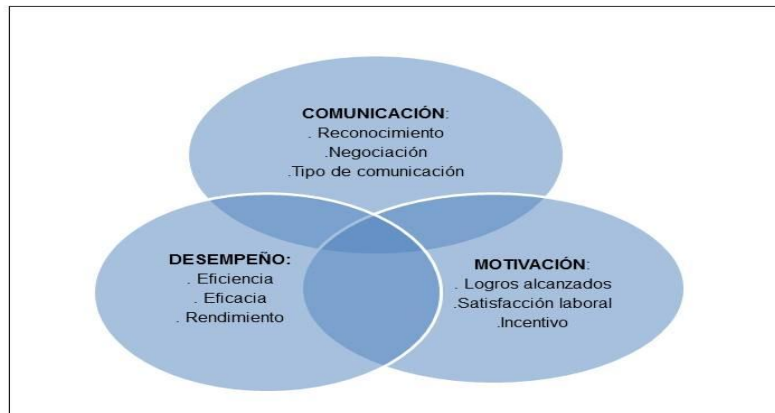 COMUNICACIÓN:
. Reconocimiento
.Negociación
.Tipo de comunicación
DESEMPEÑO:
. Eficiencia
. Eficacia
. Rendimiento
MOTIVACIÓN:
. Logros alcanzados
.Satisfacción laboral
.Incentivo